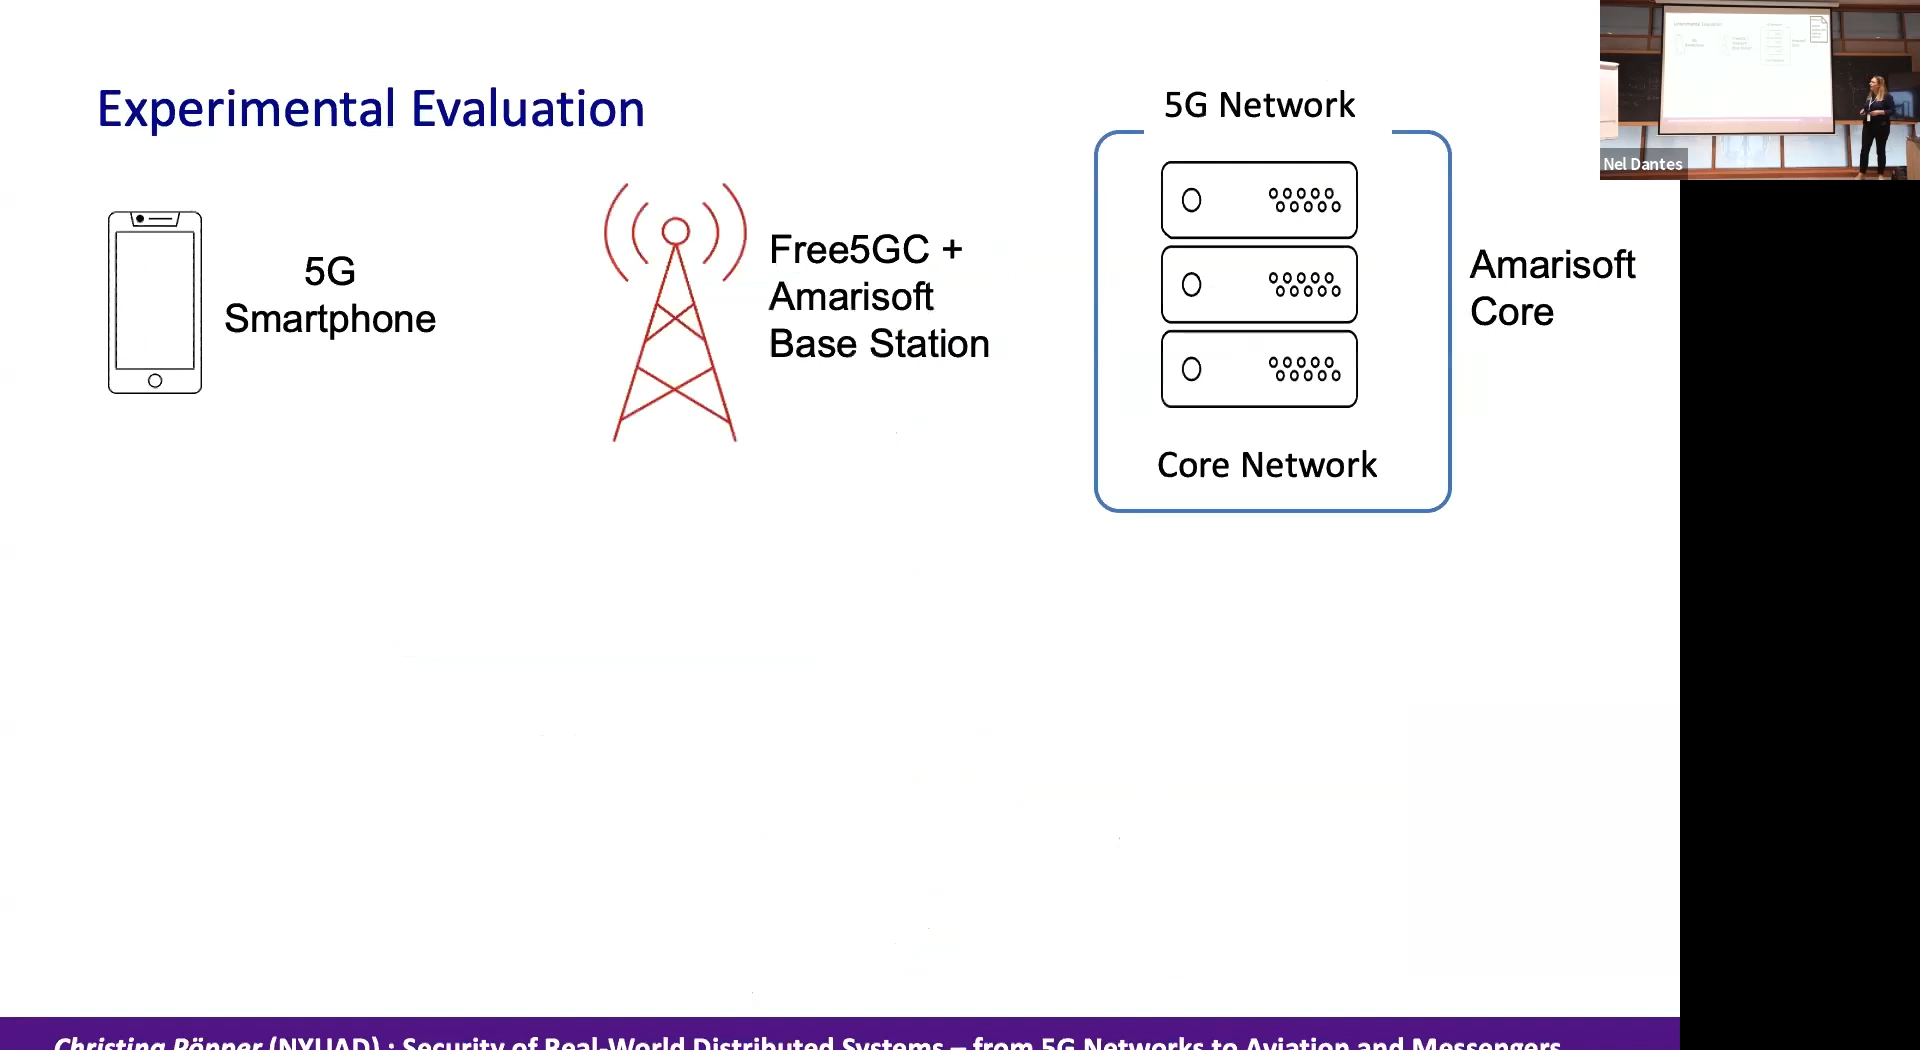 Experimental Evaluation
5G
Smartphone
Free5GC +
Amarisoft
Base Station
5G Network
Core Network
Amarisoft
Core
Nel Dantes
Christina Pöpper (NYUAD) : Security of Real-World Distributed Systems – from 5G Networks to Aviation and Messengers